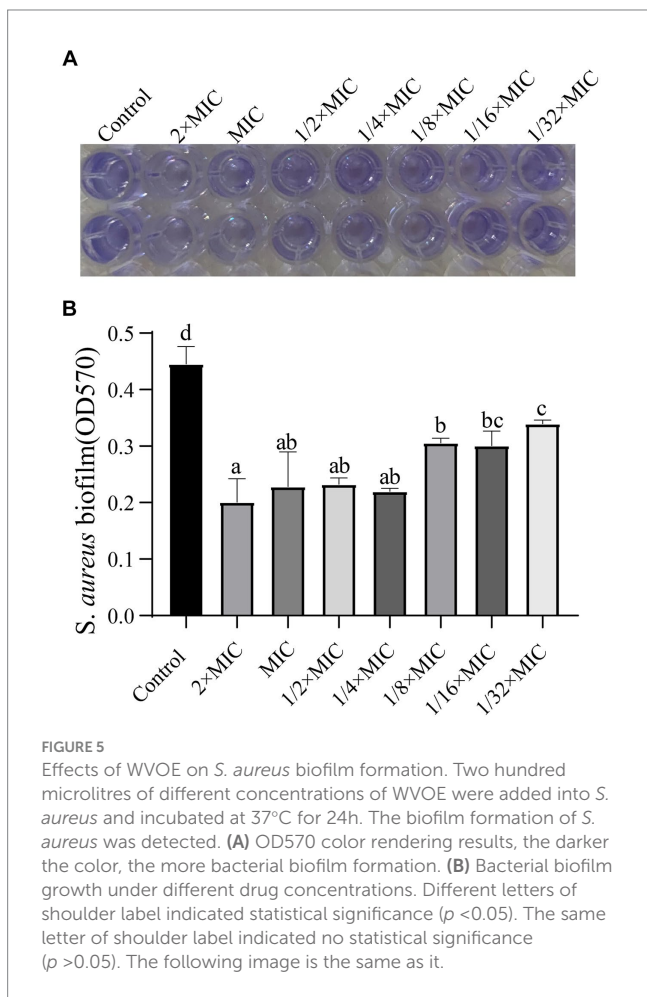 A
Control
2×MIC
MIC
1/2×MIC
1/4×MIC
1/8×MIC
1/16×MIC
1/32×MIC
B
S. aureus biofilm(OD570)
0.5
0.4
0.3
0.2
0.1
0.0
d
a
ab
ab
ab
b
bc
c
Control
2×MIC
MIC
1/2×MIC
1/4×MIC
1/8×MIC
1/16×MIC
1/32×MIC
FIGURE 5
Effects of WVOE on S. aureus biofilm formation. Two hundred
microlitres of different concentrations of WVOE were added into S.
aureus and incubated at 37°C for 24h. The biofilm formation of S.
aureus was detected. (A) OD570 color rendering results, the darker
the color, the more bacterial biofilm formation. (B) Bacterial biofilm
growth under different drug concentrations. Different letters of
shoulder label indicated statistical significance (p <0.05). The same
letter of shoulder label indicated no statistical significance
(p >0.05). The following image is the same as it.